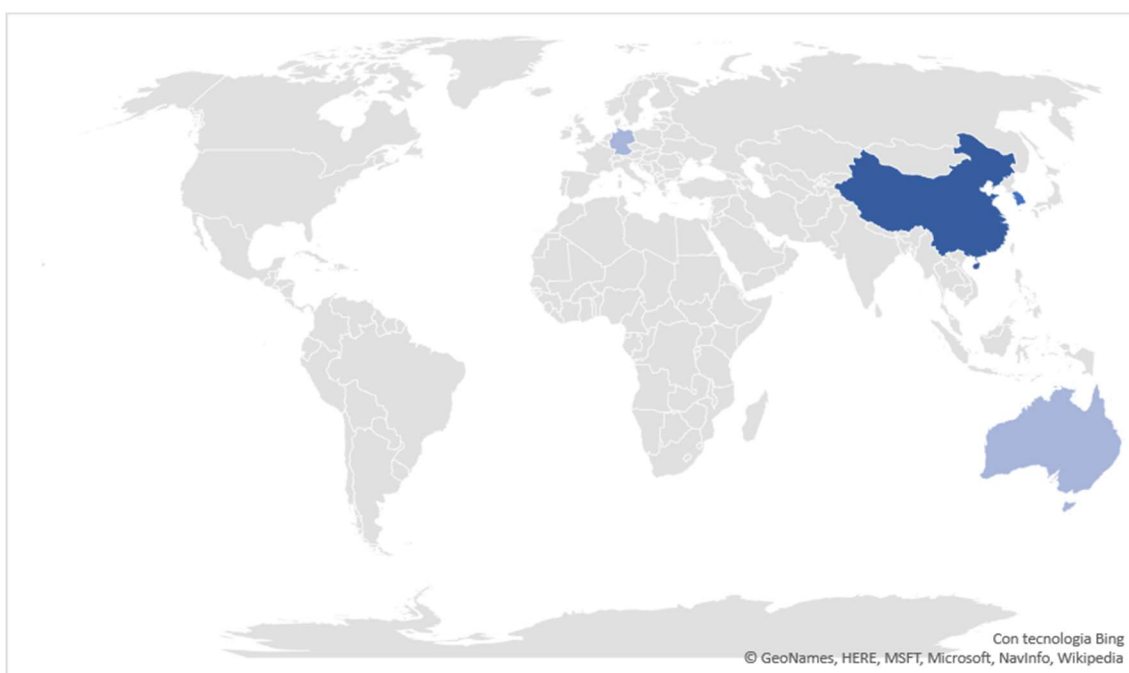 Con tecnologia Bing
© GeoNames, HERE, MSFT, Microsoft, NavInfo, Wikipedia